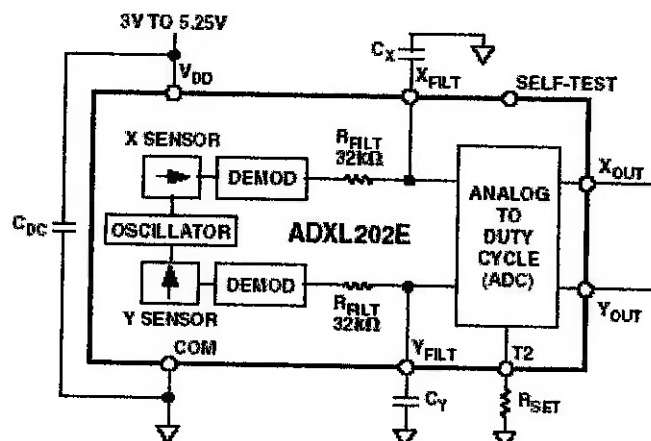 3V TO 5.25V
CX
VDD
XFILT
SELF-TEST
X SENSOR
RFILT
32kΩ
DEMOD
XOUT
ANALOG
TO
DUTY
CYCLE
(ADC)
CDC
OSCILLATOR
ADXL202E
DEMOD
RFILT
32kΩ
Y SENSOR
YOUT
COM
YFILT
T2
CY
RSET